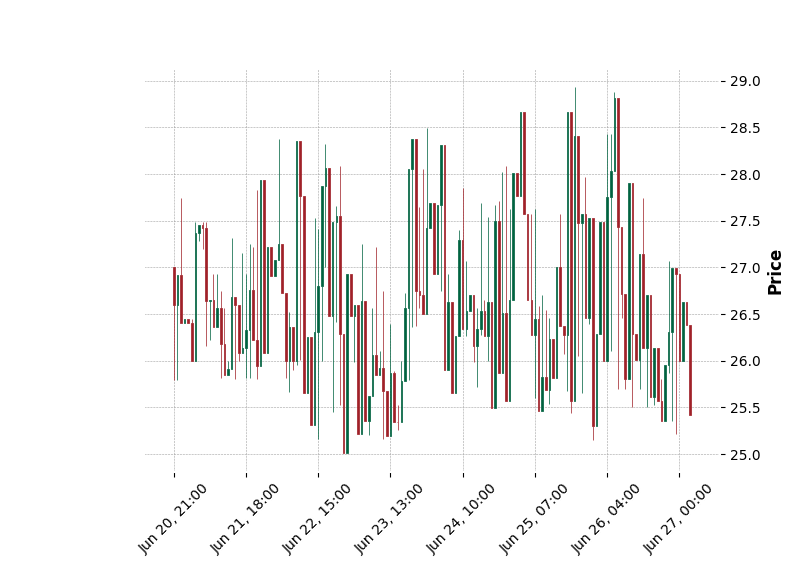 29.0
28.5
28.0
27.5
27.0
26.5
26.0
25.5
25.0
Price
Jun 20, 21:00
Jun 21, 18:00
Jun 22, 15:00
Jun 23, 13:00
Jun 24, 10:00
Jun 25, 07:00
Jun 26, 04:00
Jun 27, 00:00